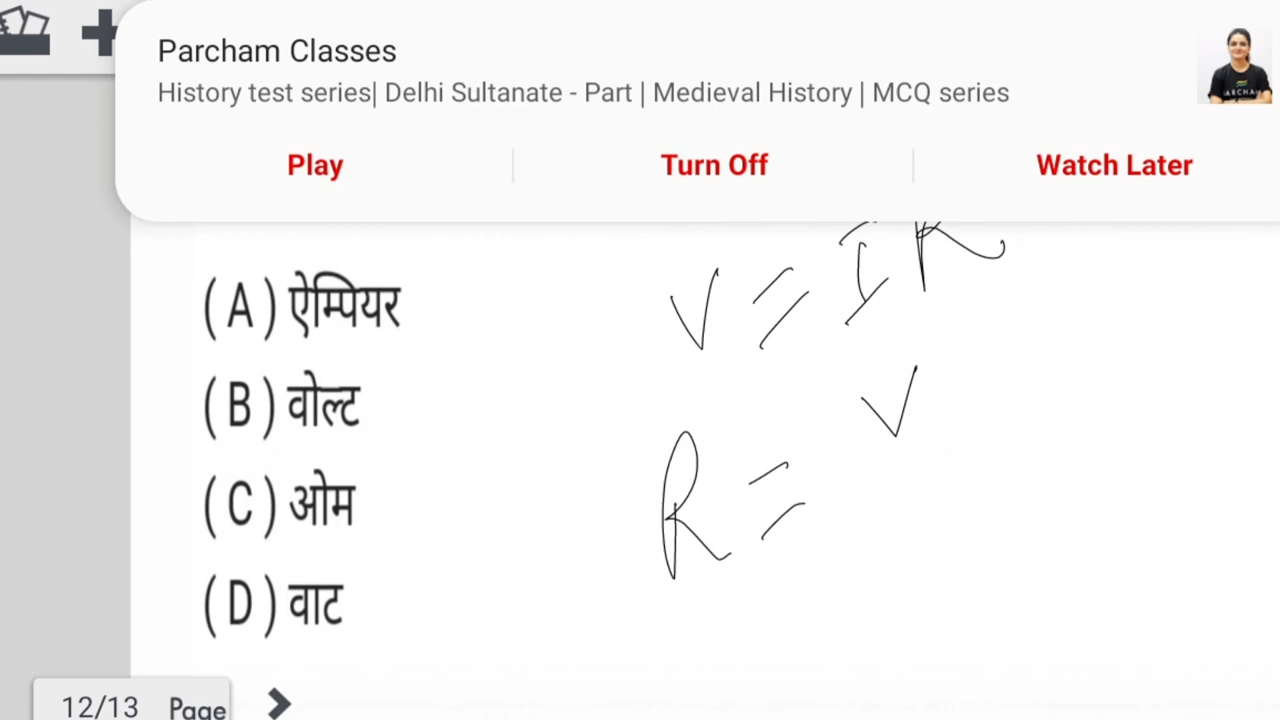 Parcham Classes
History test series| Delhi Sultanate - Part | Medieval History | MCQ series
Play
Turn Off
Watch Later
V = IR
(A) ऐम्पियर
(B) वोल्ट
V
(C) ओम
R =
(D) वाट
12/13 Page